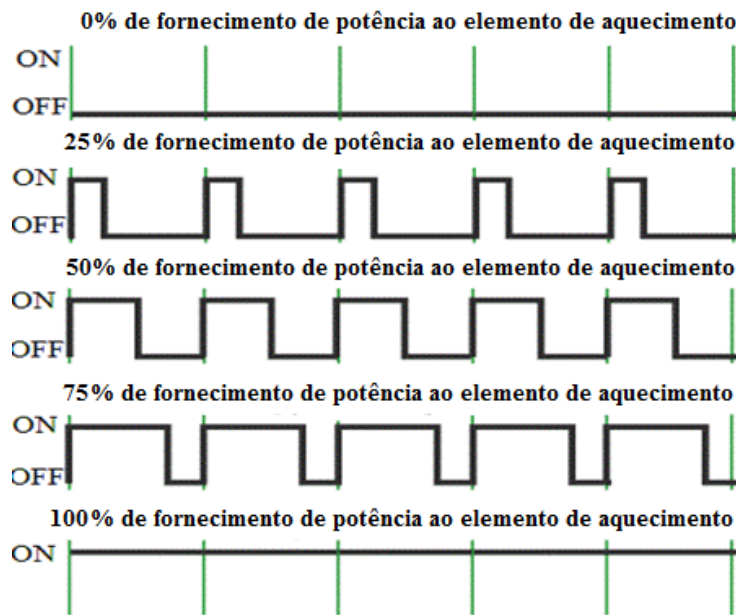 0% de fornecimento de potência ao elemento de aquecimento
ON
OFF
25% de fornecimento de potência ao elemento de aquecimento
ON
OFF
50% de fornecimento de potência ao elemento de aquecimento
ON
OFF
75% de fornecimento de potência ao elemento de aquecimento
ON
OFF
100% de fornecimento de potência ao elemento de aquecimento
ON